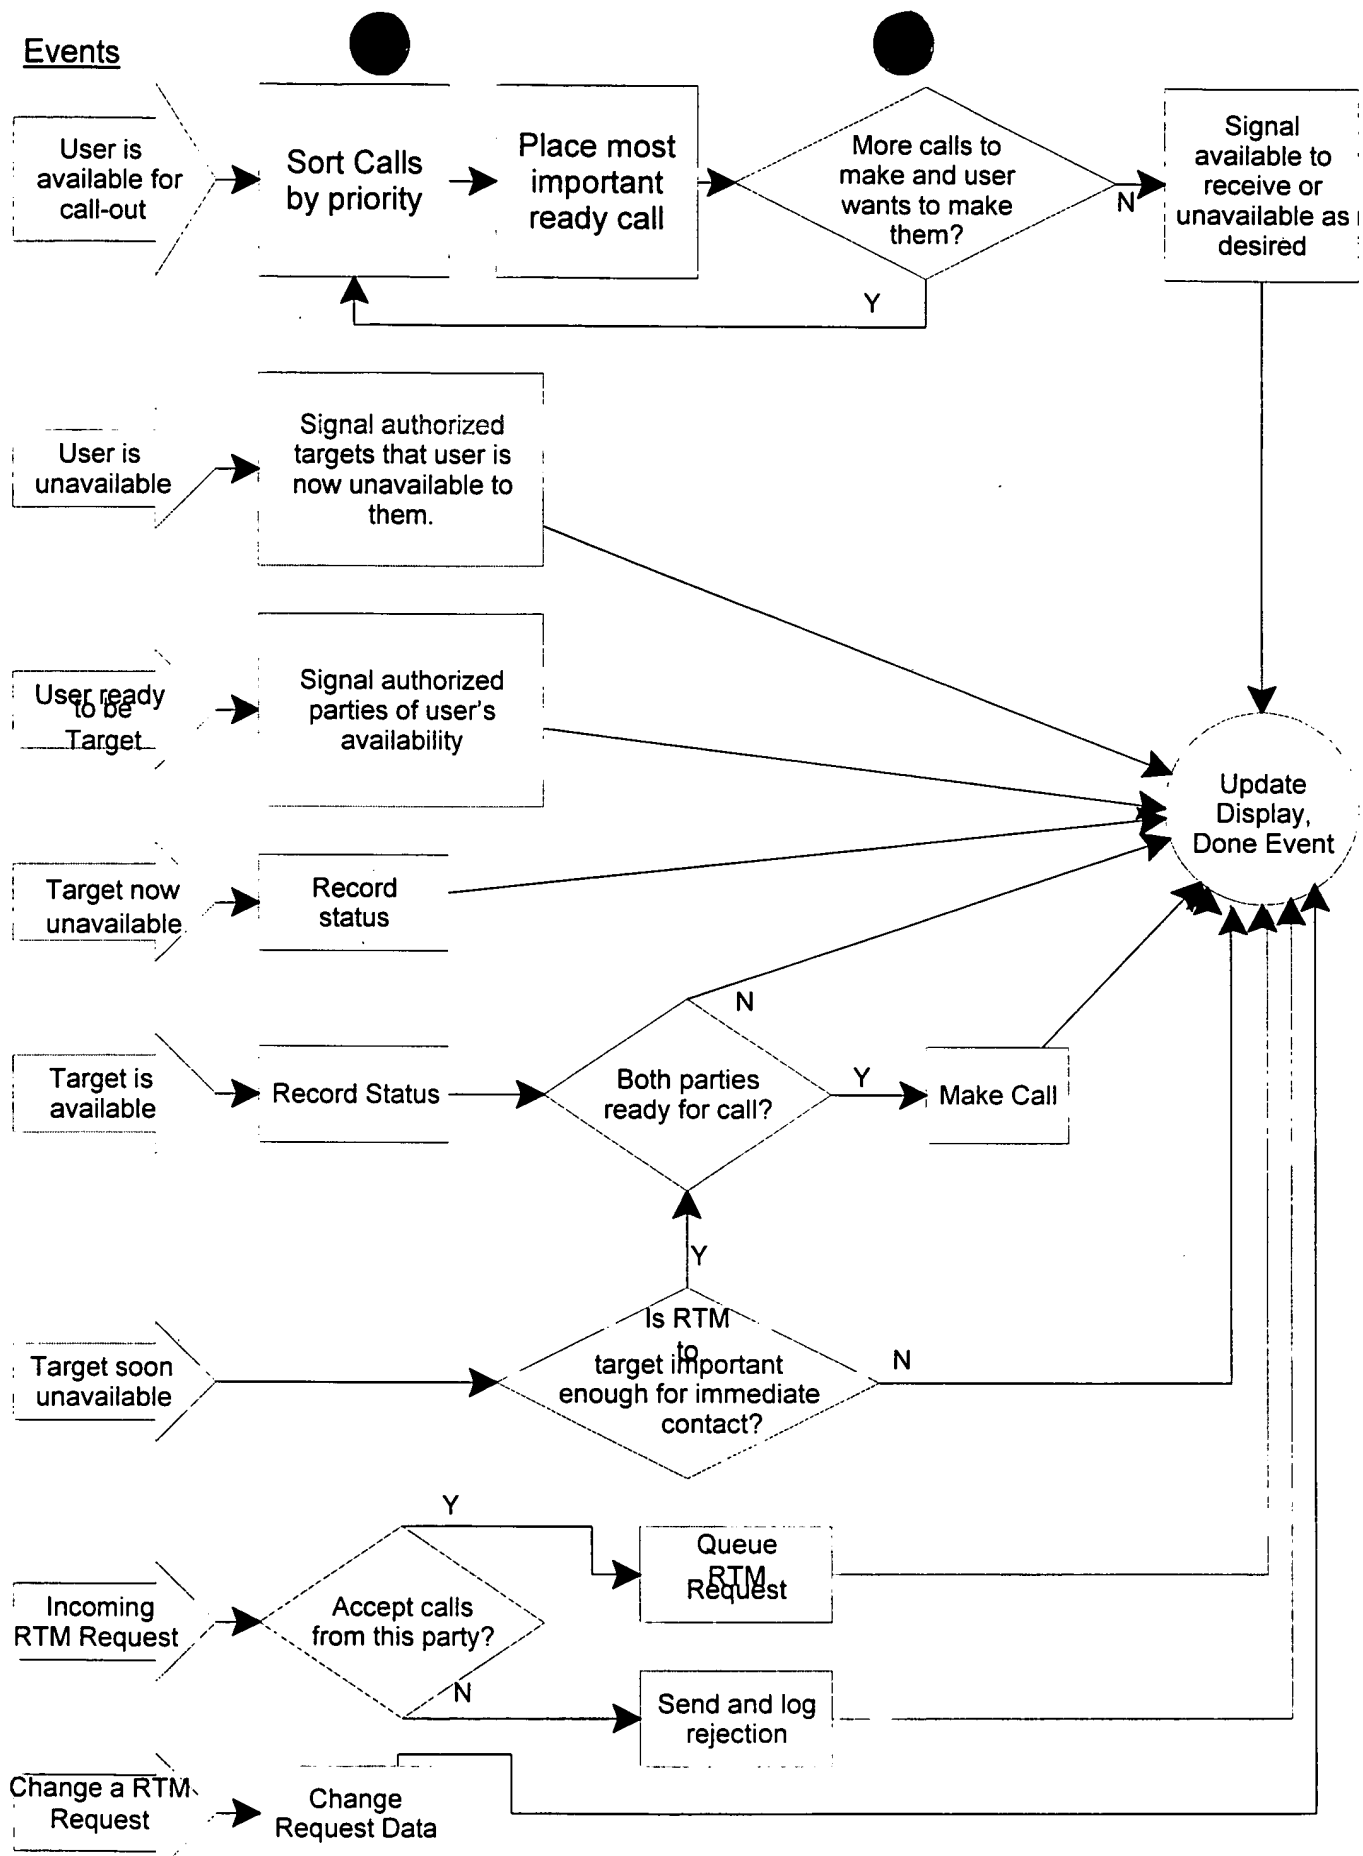 Events
User is
available for
call-out
Sort Calls
by priority
Place most
important
ready call
More calls to
make and user
wants to make
them?
N
Y
Signal
available to
receive or
unavailable as
desired
User is
unavailable
Signal authorized
targets that user is
now unavailable to
them.
User ready
to be
Target
Signal authorized
parties of user's
availability
Update
Display,
Done Event
Target now
unavailable
Record
status
Target is
available
Record Status
Both parties
ready for call?
N
Y
Make Call
Y
Target soon
unavailable
Is RTM
to
target important
enough for immediate
contact?
N
Incoming
RTM Request
Accept calls
from this party?
Y
Queue
RTM
Request
N
Send and log
rejection
Change a RTM
Request
Change
Request Data